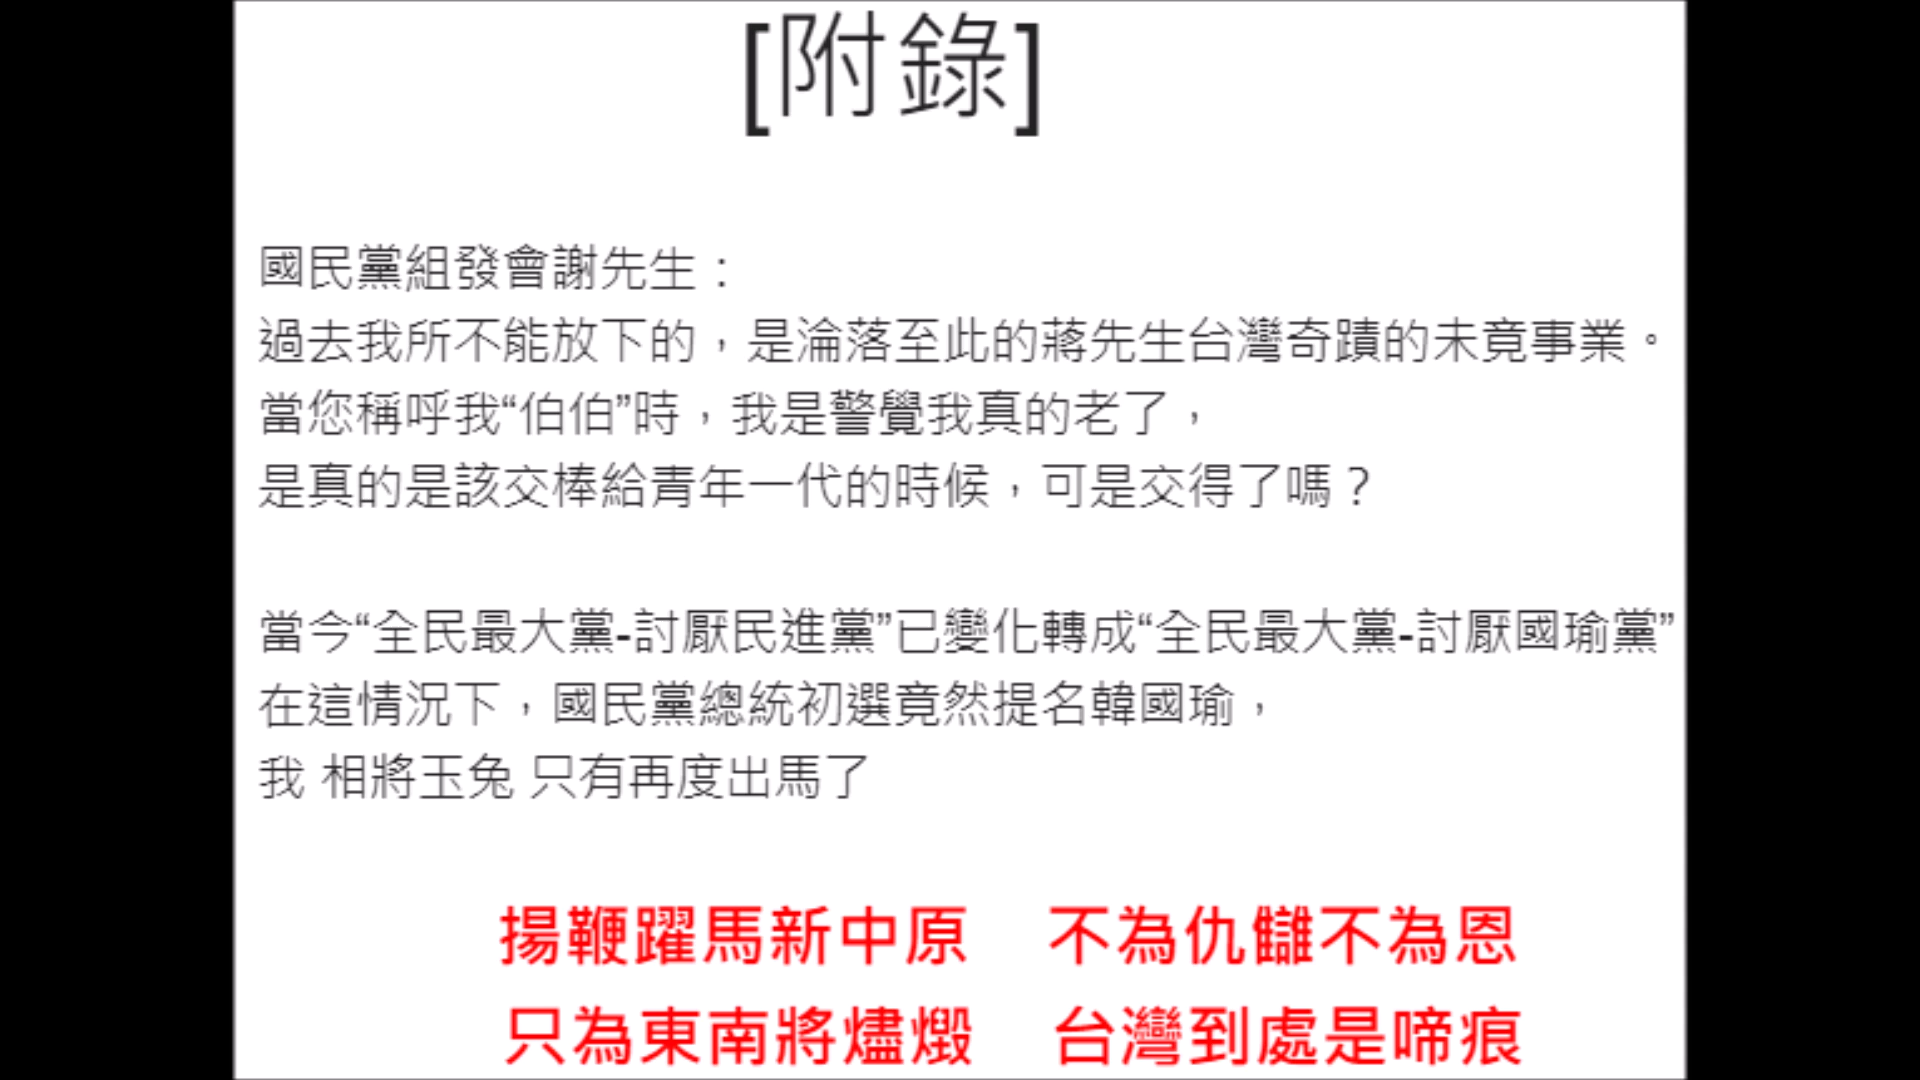 [附錄]
國民黨組發會謝先生：
過去我所不能放下的，是淪落至此的蔣先生台灣奇蹟的未竟事業。
當您稱呼我“伯伯”時，我是警覺我真的老了，
是真的是該交棒給青年一代的時候，可是交得了嗎？
當今“全民最大黨-討厭民進黨”已變化轉成“全民最大黨-討厭國瑜黨”
在這情況下，國民黨總統初選竟然提名韓國瑜，
我 相將玉兔 只有再度出馬了
揚鞭躍馬新中原　不為仇讎不為恩
只為東南將燼燬　台灣到處是啼痕